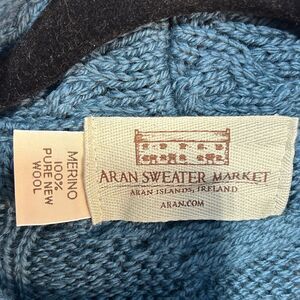 MERINO
100%
PURE NEW
WOOL
ARAN SWEATER MARKET
ARAN ISLANDS, IRELAND
ARAN.COM